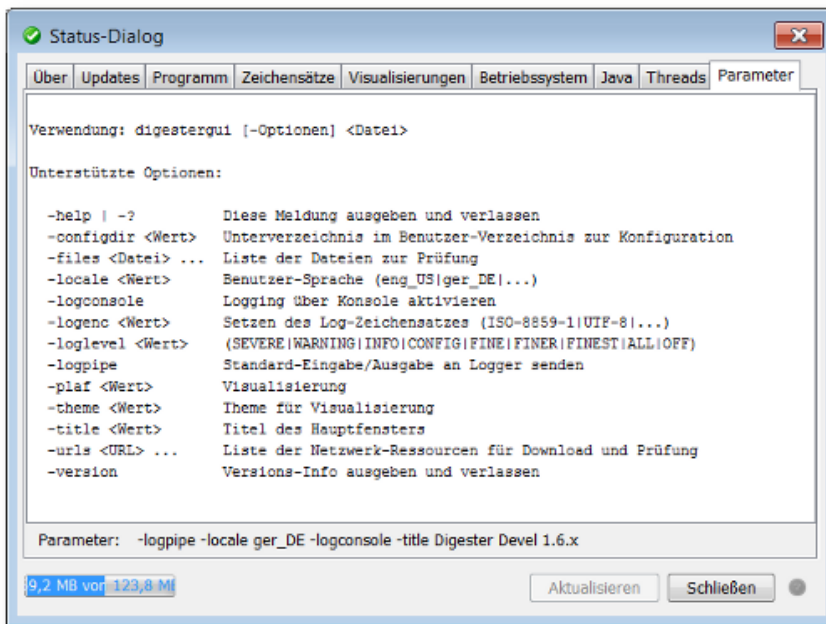 Status-Dialog
Über Updates Programm Zeichensätze Visualisierungen Betriebssystem Java Threads Parameter
Verwendung: digestergui [-Optionen] <Datei>
Unterstützte Optionen:
-help | -? Diese Meldung ausgeben und verlassen
-configdir <Wert> Unterverzeichnis im Benutzer-Verzeichnis zur Konfiguration
-files <Datei> ... Liste der Dateien zur Prüfung
-locale <Wert> Benutzer-Sprache (eng_US|ger_DE|...)
-logconsole Logging über Konsole aktivieren
-logenc <Wert> Setzen des Log-Zeichensatzes (ISO-8859-1|UTF-8|...)
-loglevel <Wert> (SEVERE|WARNING|INFO|CONFIG|FINE|FINER|FINEST|ALL|OFF)
-logpipe Standard-Eingabe/Ausgabe an Logger senden
-plaf <Wert> Visualisierung
-theme <Wert> Theme für Visualisierung
-title <Wert> Titel des Hauptfensters
-urls <URL> ... Liste der Netzwerk-Ressourcen für Download und Prüfung
-version Versions-Info ausgeben und verlassen
Parameter: -logpipe -locale ger_DE -logconsole -title Digester Devel 1.6.x
9,2 MB von 123,8 MB
Aktualisieren Schließen